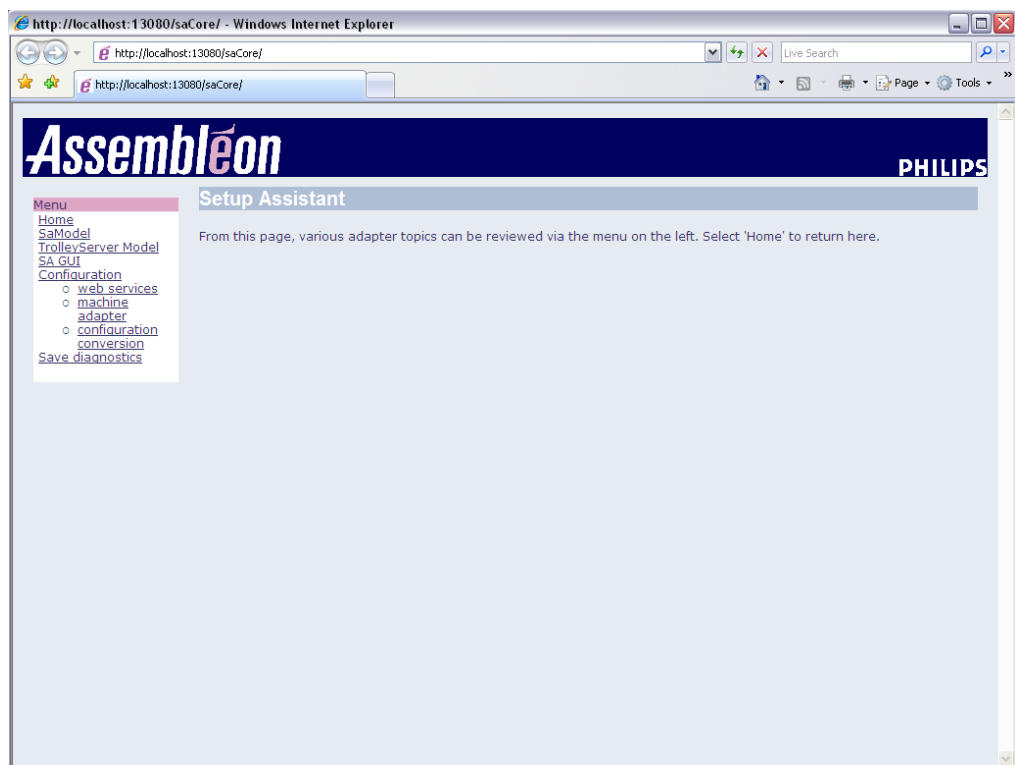 http://localhost:13080/saCore/ - Windows Internet Explorer
http://localhost:13080/saCore/
Live Search
http://localhost:13080/saCore/
Page
Tools
»
Assembléon
PHILIPS
Menu
Home
SaModel
TrolleyServer Model
SA GUI
Configuration
web services
machine
adapter
configuration
conversion
Save diagnostics
Setup Assistant
From this page, various adapter topics can be reviewed via the menu on the left. Select 'Home' to return here.